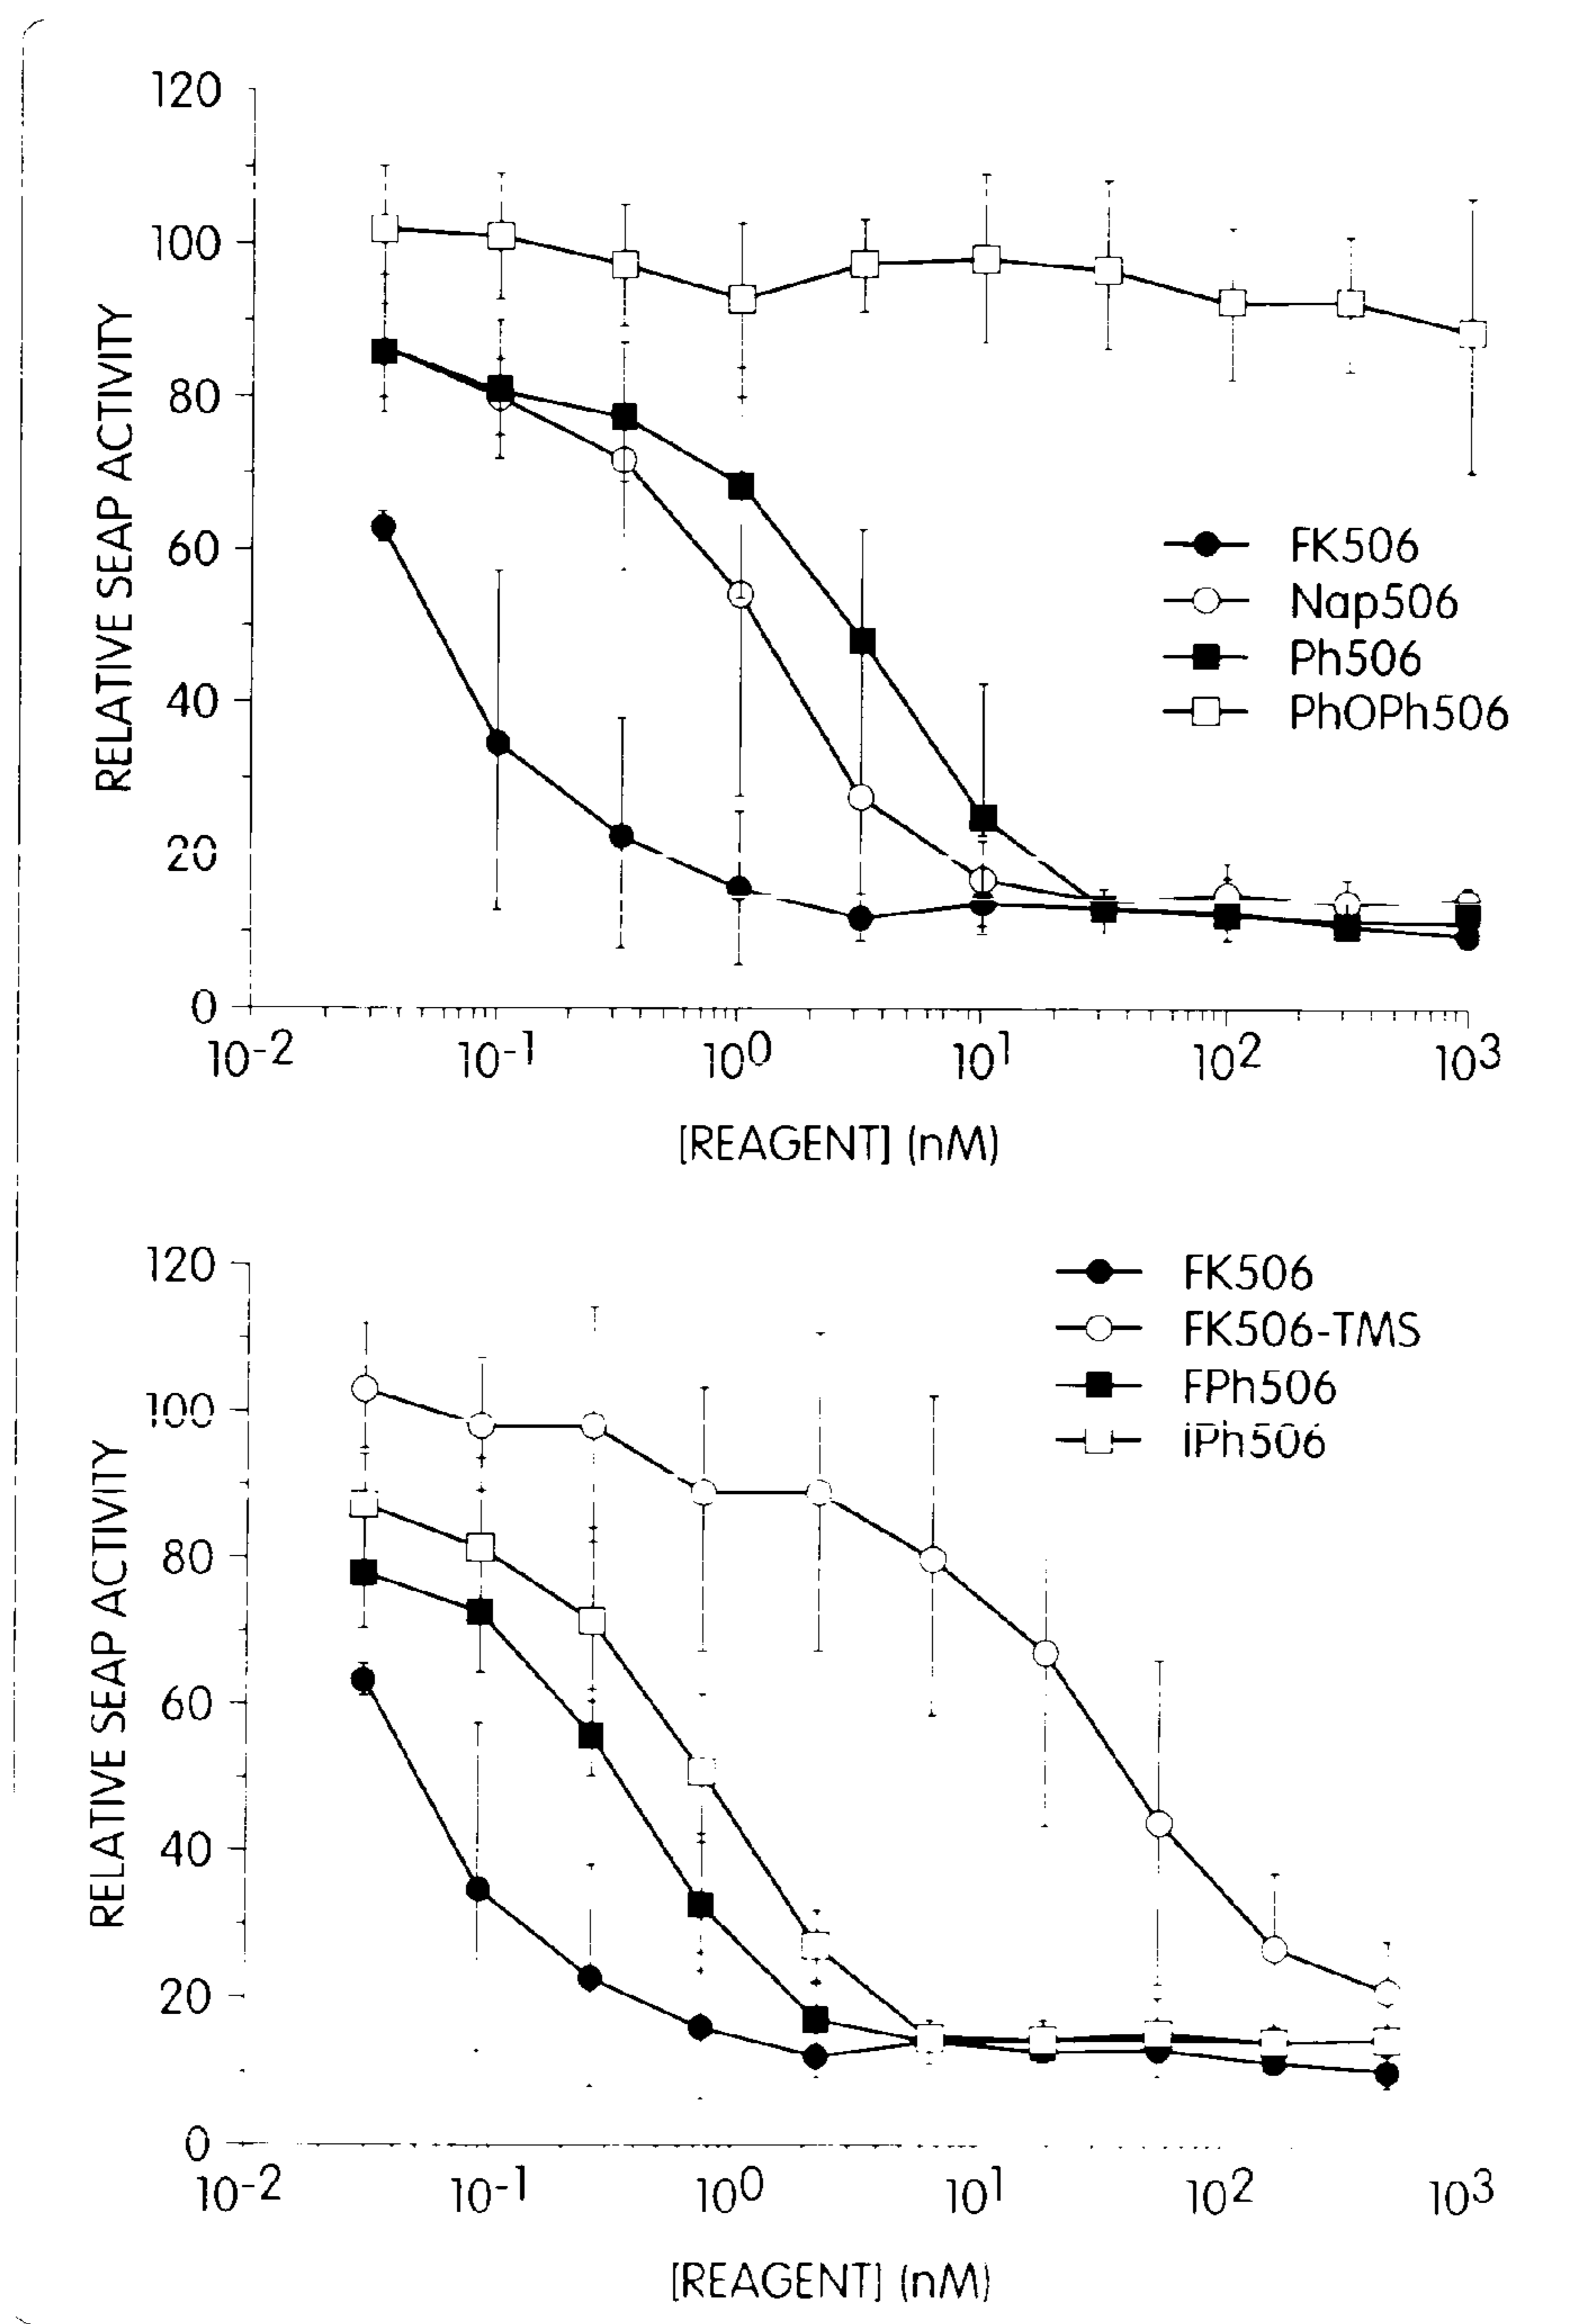 120
100
80
60
40
20
0
RELATIVE SEAP ACTIVITY
FK506
Nap506
Ph506
PhOPh506
10-2 10-1 100 101 102 103
[REAGENT] (nM)
120
100
80
60
40
20
0
RELATIVE SEAP ACTIVITY
FK506
FK506-TMS
FPh506
iPh506
10-2 10-1 100 101 102 103
[REAGENT] (nM)